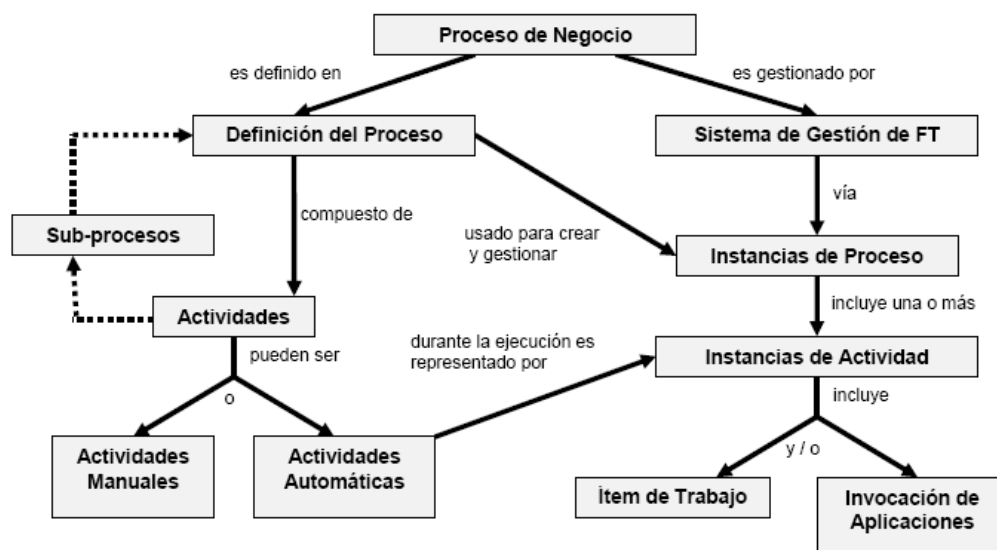 Proceso de Negocio
es definido en
es gestionado por
Definición del Proceso
Sistema de Gestión de FT
compuesto de
vía
Sub-procesos
usado para crear
y gestionar
Instancias de Proceso
Actividades
incluye una o más
pueden ser
durante la ejecución es
representado por
Instancias de Actividad
o
incluye
Actividades
Manuales
Actividades
Automáticas
y / o
Ítem de Trabajo
Invocación de
Aplicaciones